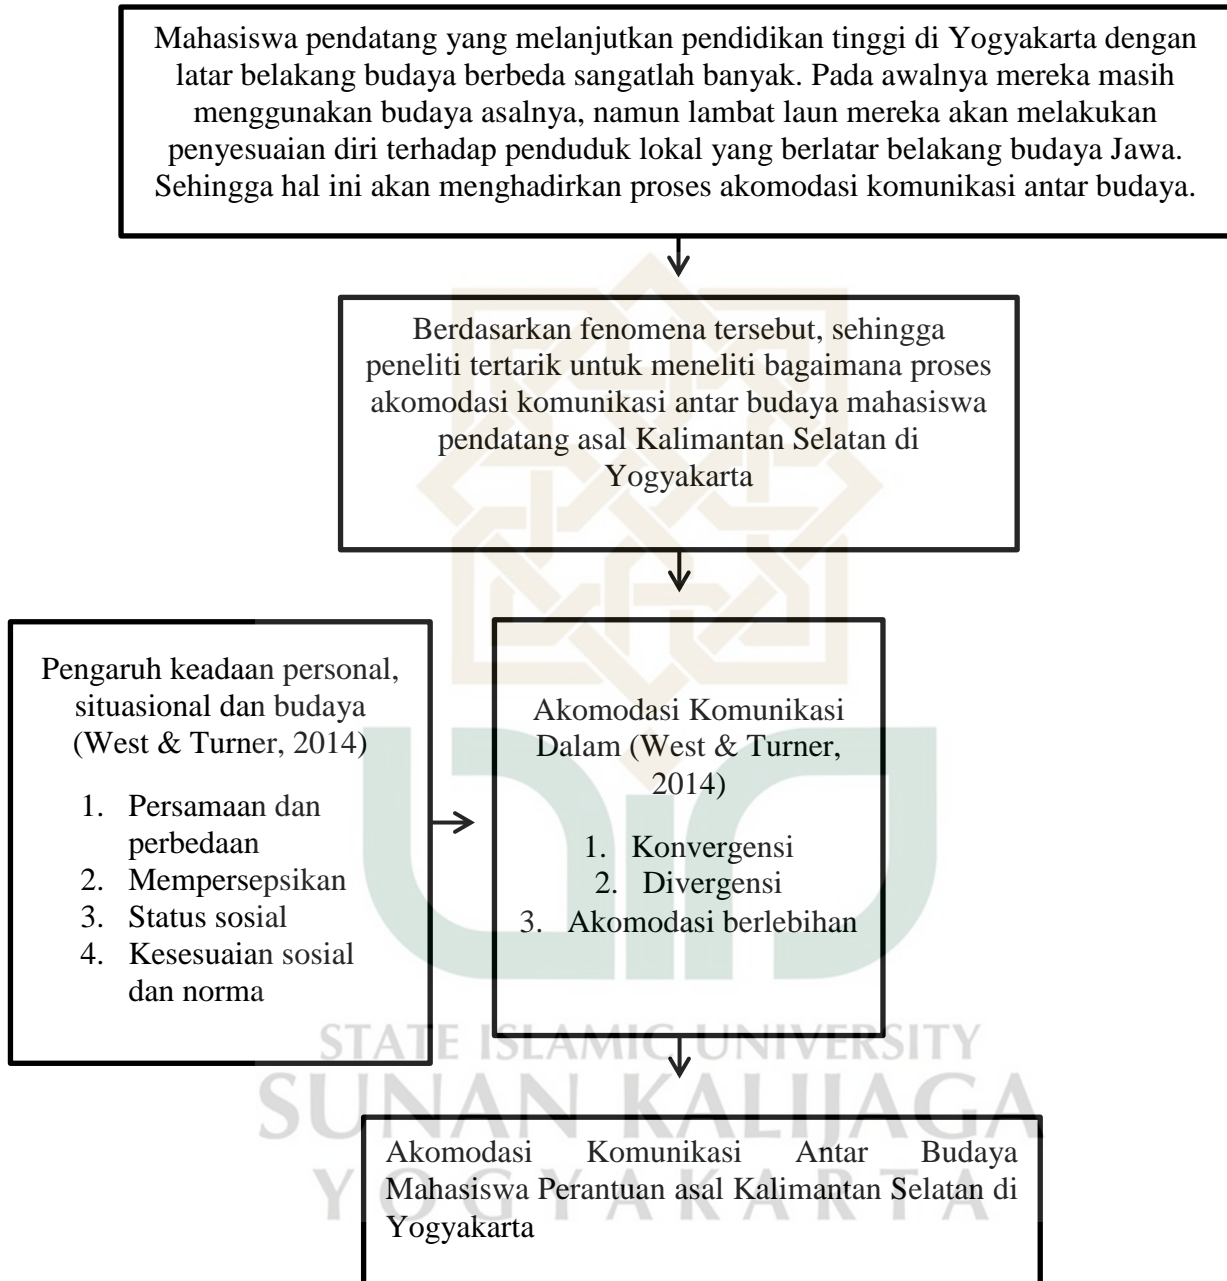 Mahasiswa pendatang yang melanjutkan pendidikan tinggi di Yogyakarta dengan
latar belakang budaya berbeda sangatlah banyak. Pada awalnya mereka masih
menggunakan budaya asalnya, namun lambat laun mereka akan melakukan
penyesuaian diri terhadap penduduk lokal yang berlatar belakang budaya Jawa.
Sehingga hal ini akan menghadirkan proses akomodasi komunikasi antar budaya.
Berdasarkan fenomena tersebut, sehingga
peneliti tertarik untuk meneliti bagaimana proses
akomodasi komunikasi antar budaya mahasiswa
pendatang asal Kalimantan Selatan di
Yogyakarta
Pengaruh keadaan personal,
situasional dan budaya
(West & Turner, 2014)
1. Persamaan dan
perbedaan
2. Mempersepsikan
3. Status sosial
4. Kesesuaian sosial
dan norma
Akomodasi Komunikasi
Dalam (West & Turner,
2014)
1. Konvergensi
2. Divergensi
3. Akomodasi berlebihan
STATE ISLAMIC UNIVERSITY
SUNAN KALIJAGA
YOGYAKARTA
Akomodasi Komunikasi Antar Budaya
Mahasiswa Perantuan asal Kalimantan Selatan di
Yogyakarta